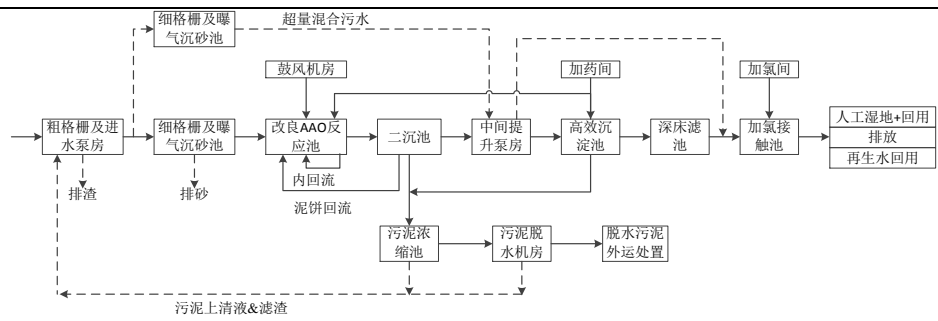 细格栅及曝
气沉砂池
超量混合污水
鼓风机房
加药间
加氯间
粗格栅及进
水泵房
细格栅及曝
气沉砂池
改良AAO反
应池
二沉池
中间提
升泵房
高效沉
淀池
深床滤
池
加氯接
触池
人工湿地+回用
排放
再生水回用
内回流
排渣
排砂
泥饼回流
污泥浓
缩池
污泥脱
水机房
脱水污泥
外运处置
污泥上清液&滤渣